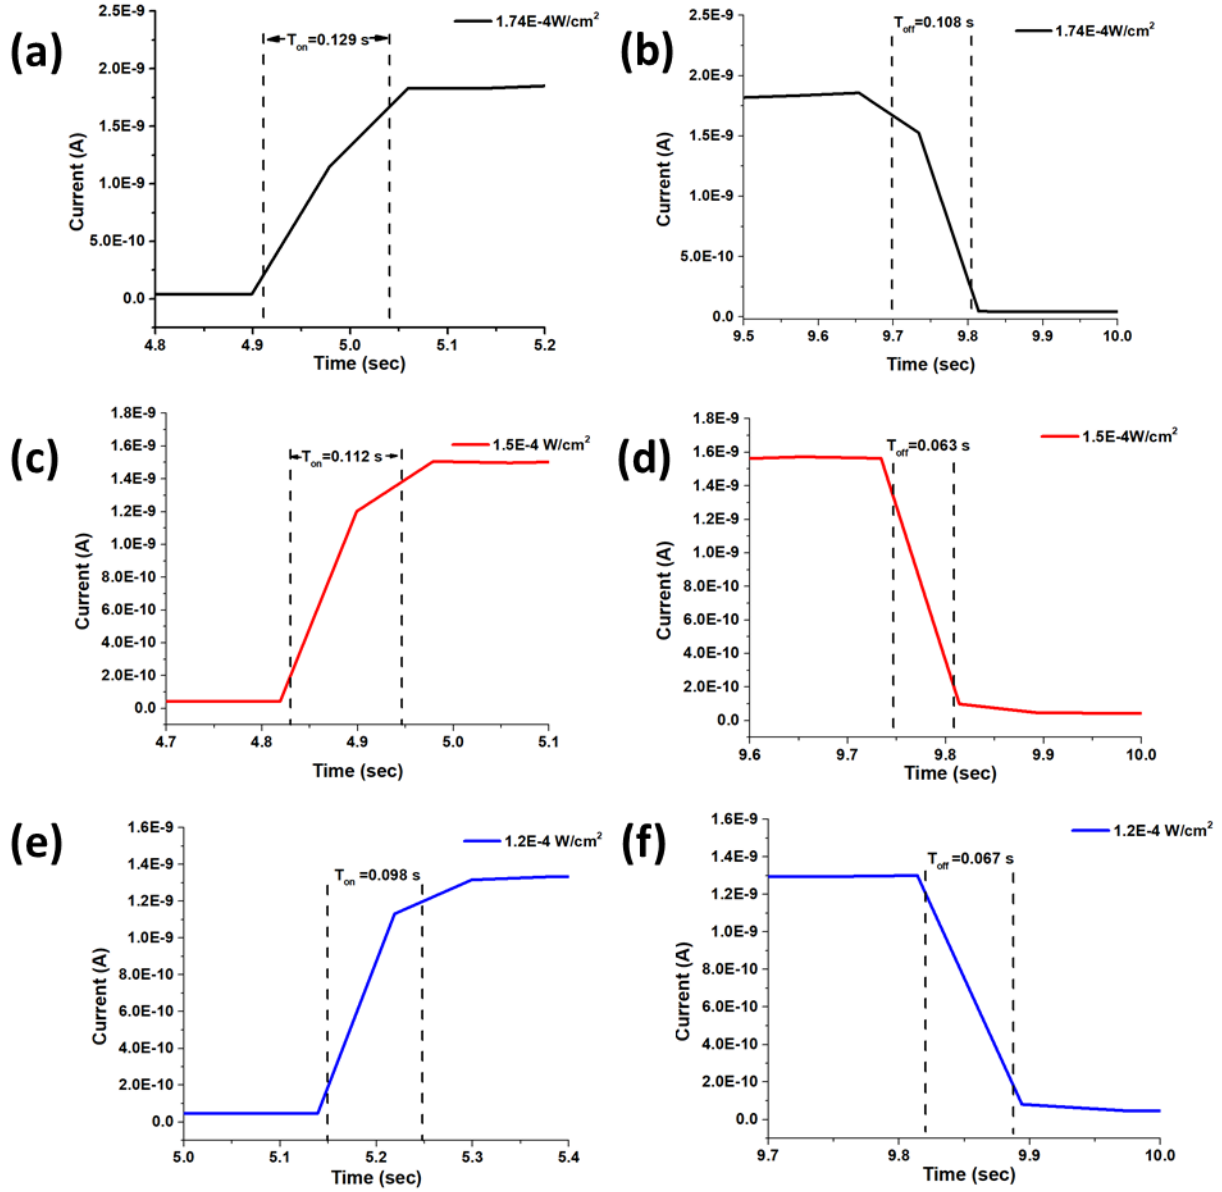 (a)
2.5E-9
2.0E-9
1.5E-9
1.0E-9
5.0E-10
0.0
Current (A)
1.74E-4W/cm²
Ton=0.129 s
4.8 4.9 5.0 5.1 5.2
Time (sec)
(b)
2.5E-9
2.0E-9
1.5E-9
1.0E-9
5.0E-10
0.0
Current (A)
1.74E-4W/cm²
Toff=0.108 s
9.5 9.6 9.7 9.8 9.9 10.0
Time (sec)
(c)
1.8E-9
1.6E-9
1.4E-9
1.2E-9
1.0E-9
8.0E-10
6.0E-10
4.0E-10
2.0E-10
0.0
Current (A)
1.5E-4 W/cm²
Ton=0.112 s
4.7 4.8 4.9 5.0 5.1
Time (sec)
(d)
1.8E-9
1.6E-9
1.4E-9
1.2E-9
1.0E-9
8.0E-10
6.0E-10
4.0E-10
2.0E-10
0.0
Current (A)
1.5E-4W/cm²
Toff=0.063 s
9.6 9.7 9.8 9.9 10.0
Time (sec)
(e)
1.6E-9
1.4E-9
1.2E-9
1.0E-9
8.0E-10
6.0E-10
4.0E-10
2.0E-10
0.0
Current (A)
1.2E-4 W/cm²
Ton =0.098 s
5.0 5.1 5.2 5.3 5.4
Time (sec)
(f)
1.6E-9
1.4E-9
1.2E-9
1.0E-9
8.0E-10
6.0E-10
4.0E-10
2.0E-10
0.0
Current (A)
1.2E-4 W/cm²
Toff =0.067 s
9.7 9.8 9.9 10.0
Time (sec)